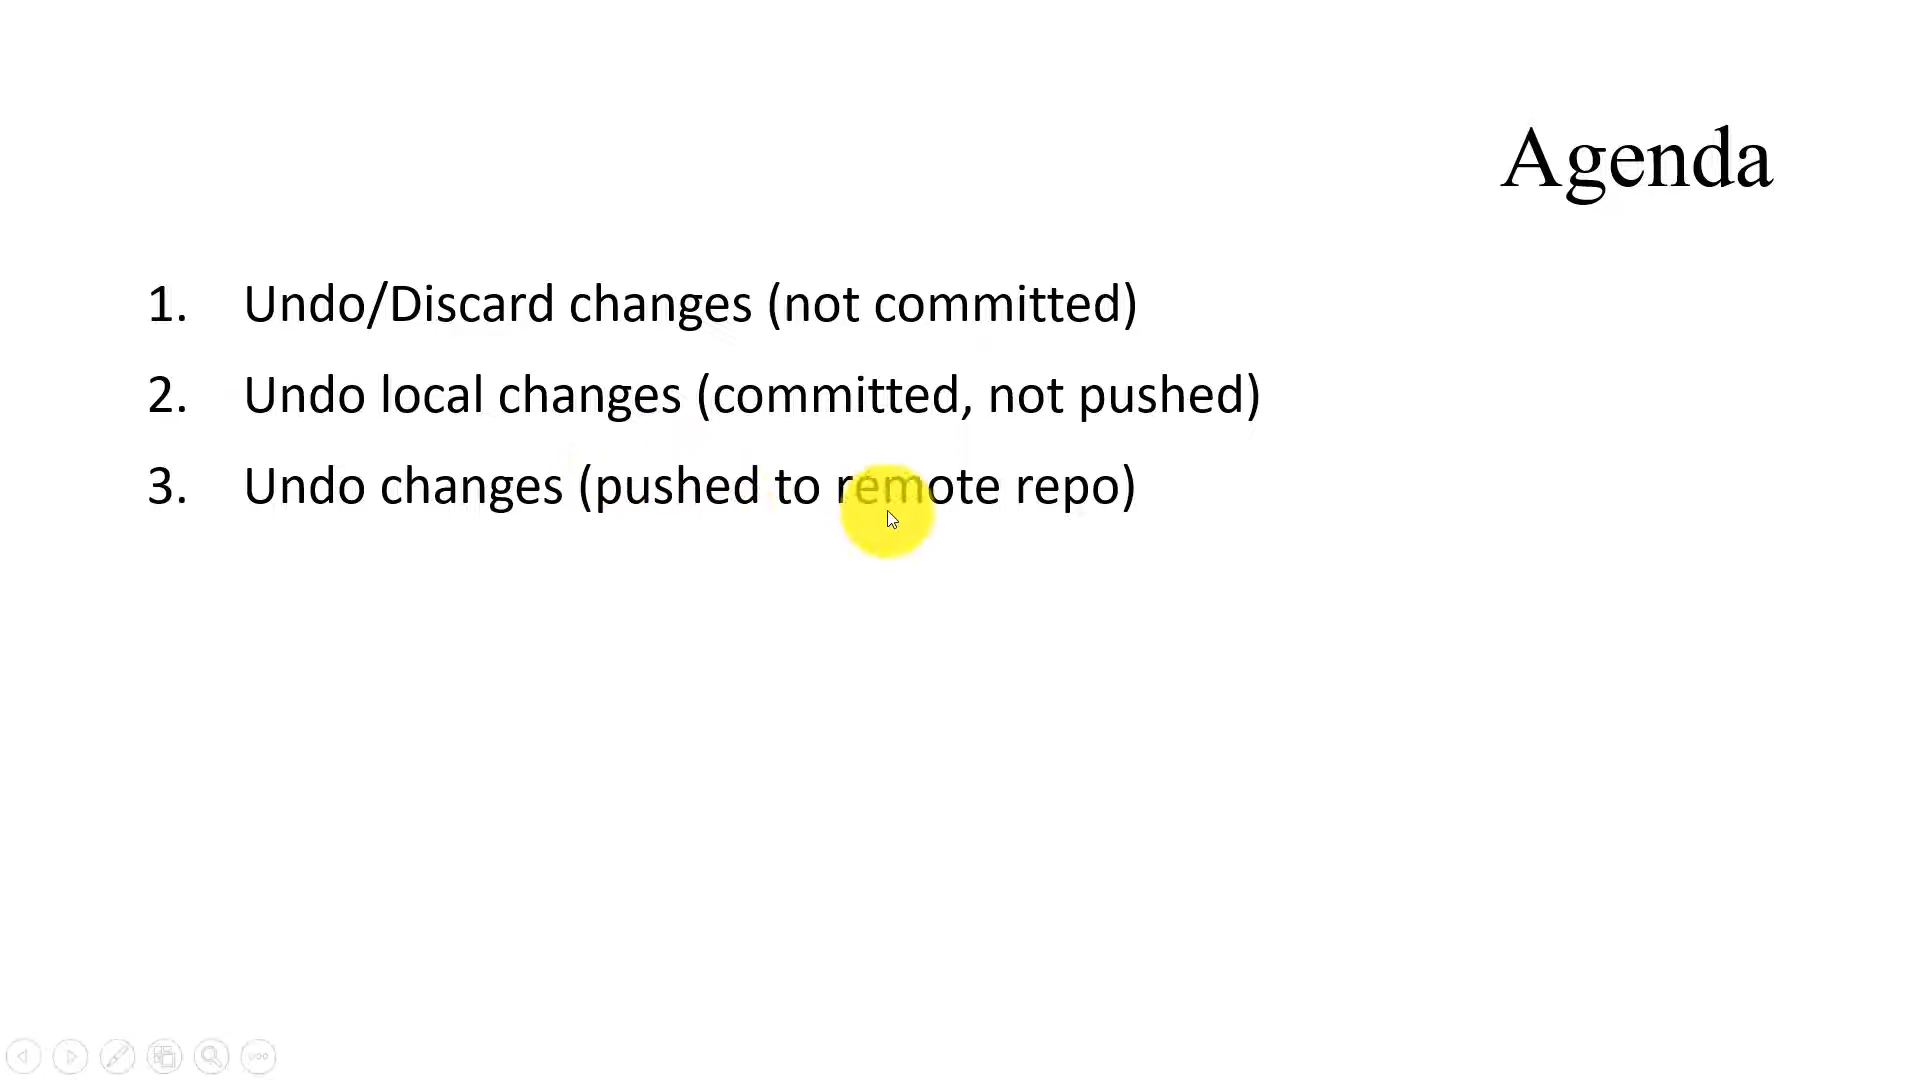 Agenda
1. Undo/Discard changes (not committed)
2. Undo local changes (committed, not pushed)
3. Undo changes (pushed to remote repo)